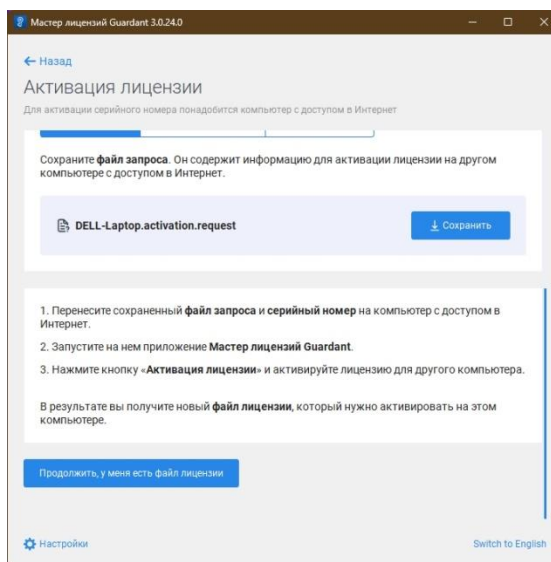 Мастер лицензий Guardant 3.0.24.0
Назад
Активация лицензии
Для активации серийного номера понадобится компьютер с доступом в Интернет
Сохраните файл запроса. Он содержит информацию для активации лицензии на другом
компьютере с доступом в Интернет.
DELL-Laptop.activation.request
Сохранить
1. Перенесите сохраненный файл запроса и серийный номер на компьютер с доступом в
Интернет.
2. Запустите на нем приложение Мастер лицензий Guardant.
3. Нажмите кнопку «Активация лицензии» и активируйте лицензию для другого компьютера.
В результате вы получите новый файл лицензии, который нужно активировать на этом
компьютере.
Продолжить, у меня есть файл лицензии
Настройки
Switch to English